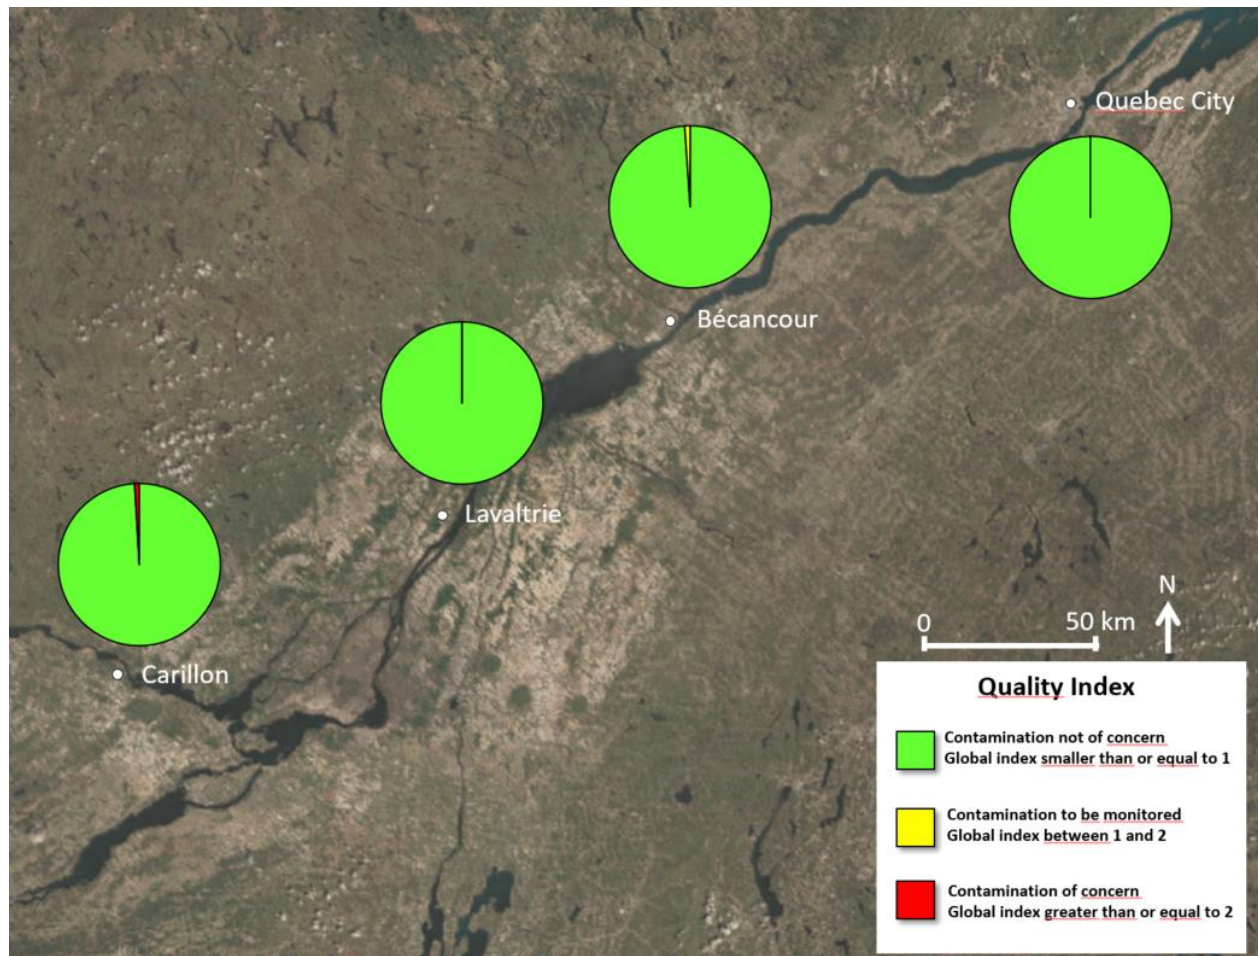 Quebec City
Bécancour
Lavaltrie
Carillon
N
0 50 km
Quality Index
Contamination not of concern
Global index smaller than or equal to 1
Contamination to be monitored
Global index between 1 and 2
Contamination of concern
Global index greater than or equal to 2